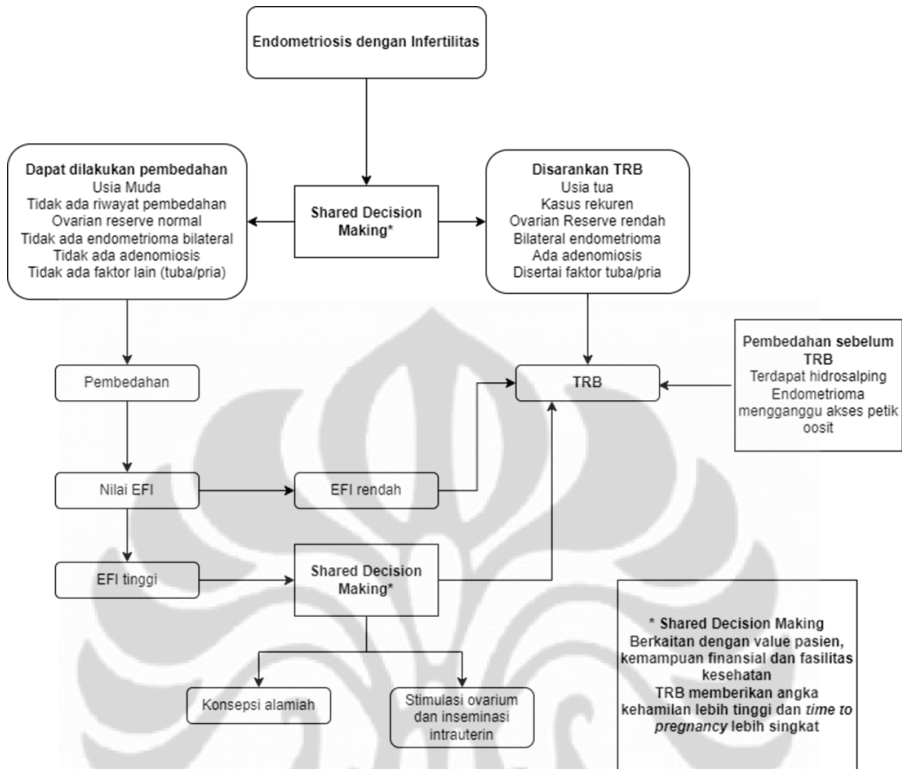 Endometriosis dengan Infertilitas
Dapat dilakukan pembedahan
Usia Muda
Tidak ada riwayat pembedahan
Ovarian reserve normal
Tidak ada endometrioma bilateral
Tidak ada adenomiosis
Tidak ada faktor lain (tuba/pria)
Shared Decision
Making*
Disarankan TRB
Usia tua
Kasus rekuren
Ovarian Reserve rendah
Bilateral endometrioma
Ada adenomiosis
Disertai faktor tuba/pria
Pembedahan
TRB
Pembedahan sebelum
TRB
Terdapat hidrosalping
Endometrioma
mengganggu akses petik
oosit
Nilai EFI
EFI rendah
EFI tinggi
Shared Decision
Making*
Konsepsi alamiah
Stimulasi ovarium
dan inseminasi
intrauterin
* Shared Decision Making
Berkaitan dengan value pasien,
kemampuan finansial dan fasilitas
kesehatan
TRB memberikan angka
kehamilan lebih tinggi dan time to
pregnancy lebih singkat